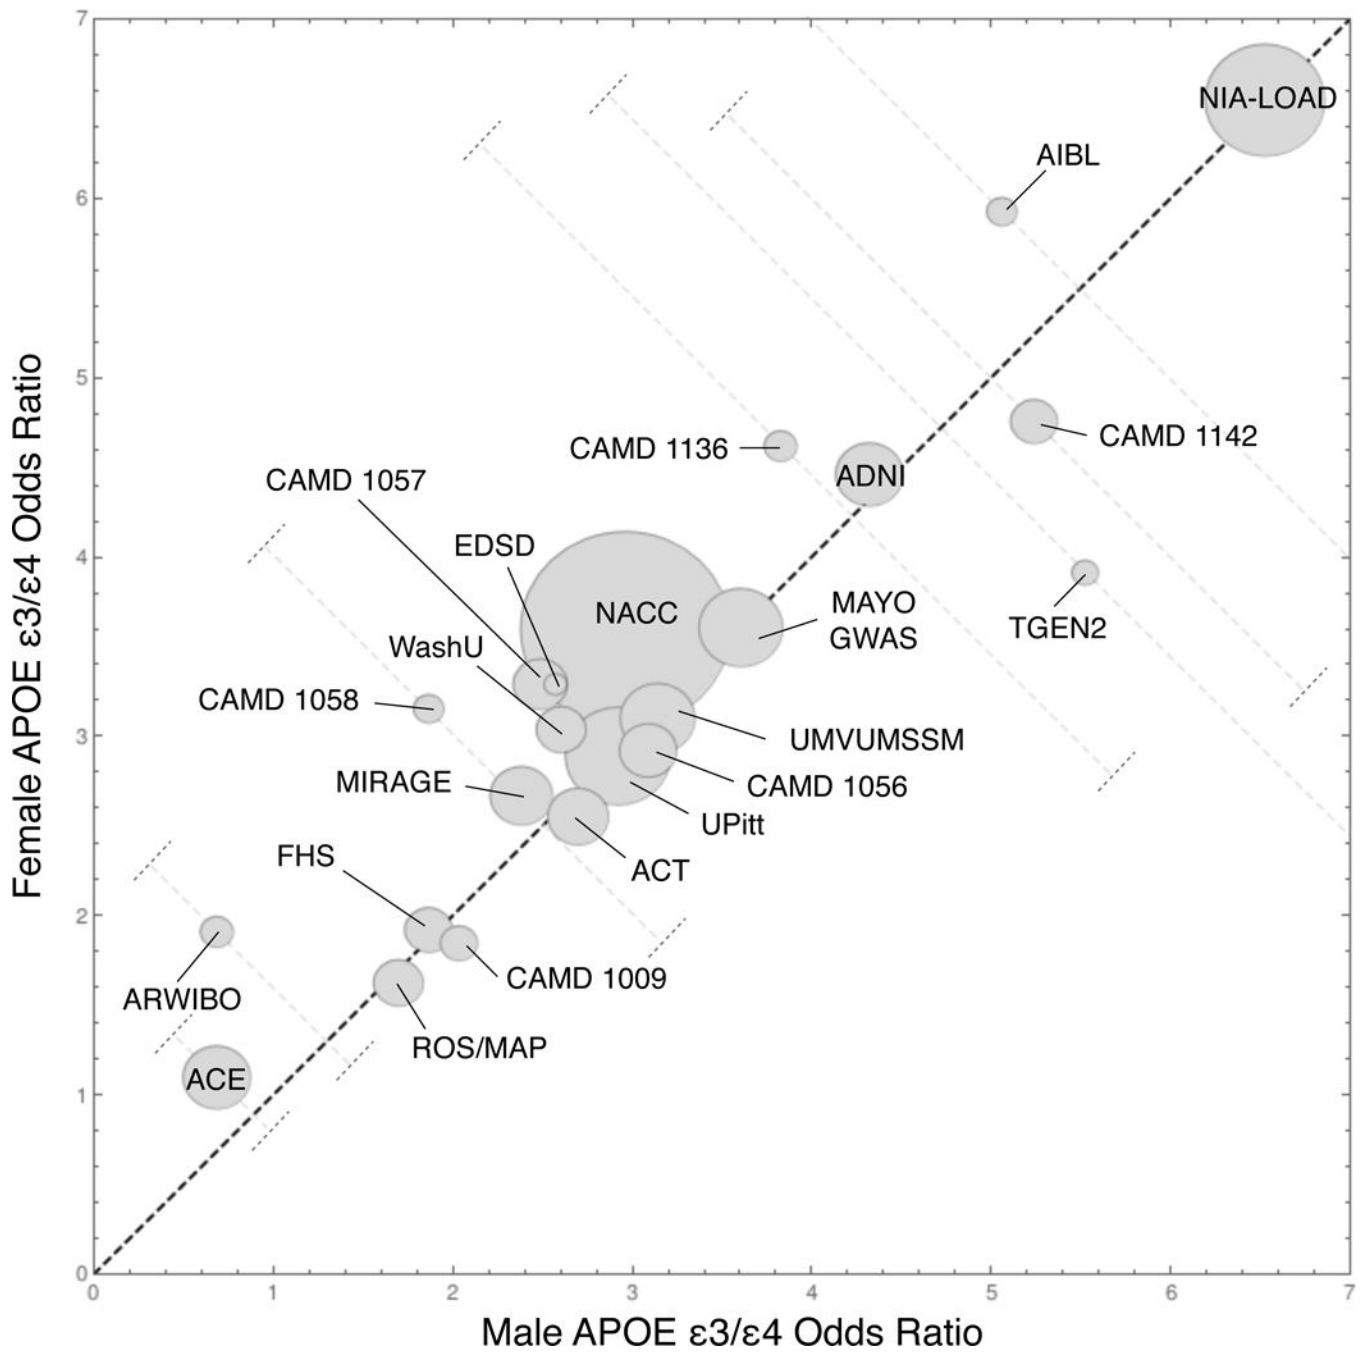 7
NIA-LOAD
AIBL
6
5
CAMD 1136
CAMD 1142
ADNI
CAMD 1057
EDSD
4
NACC
MAYO
GWAS
TGEN2
WashU
CAMD 1058
3
UMVUMSSM
MIRAGE
CAMD 1056
UPitt
FHS
ACT
2
CAMD 1009
ARWIBO
ROS/MAP
ACE
1
0
0 1 2 3 4 5 6 7
Male APOE ε3/ε4 Odds Ratio
Female APOE ε3/ε4 Odds Ratio